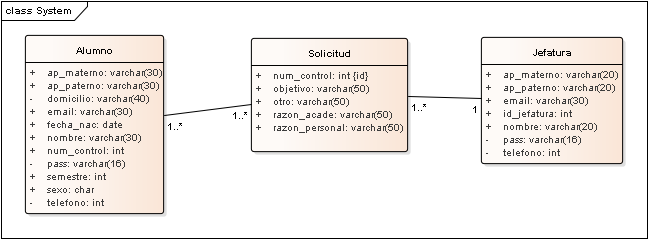 class System
Alumno
+ ap_materno: varchar(30)
+ ap_paterno: varchar(30)
- domicilio: varchar(40)
+ email: varchar(30)
+ fecha_nac: date
+ nombre: varchar(30)
+ num_control: int
- pass: varchar(16)
+ semestre: int
+ sexo: char
- telefono: int
1..*
1..*
Solicitud
+ num_control: int {id}
+ objetivo: varchar(50)
+ otro: varchar(50)
+ razon_acade: varchar(50)
+ razon_personal: varchar(50)
1..*
1
Jefatura
+ ap_materno: varchar(20)
+ ap_paterno: varchar(20)
+ email: varchar(30)
+ id_jefatura: int
+ nombre: varchar(20)
- pass: varchar(16)
- telefono: int